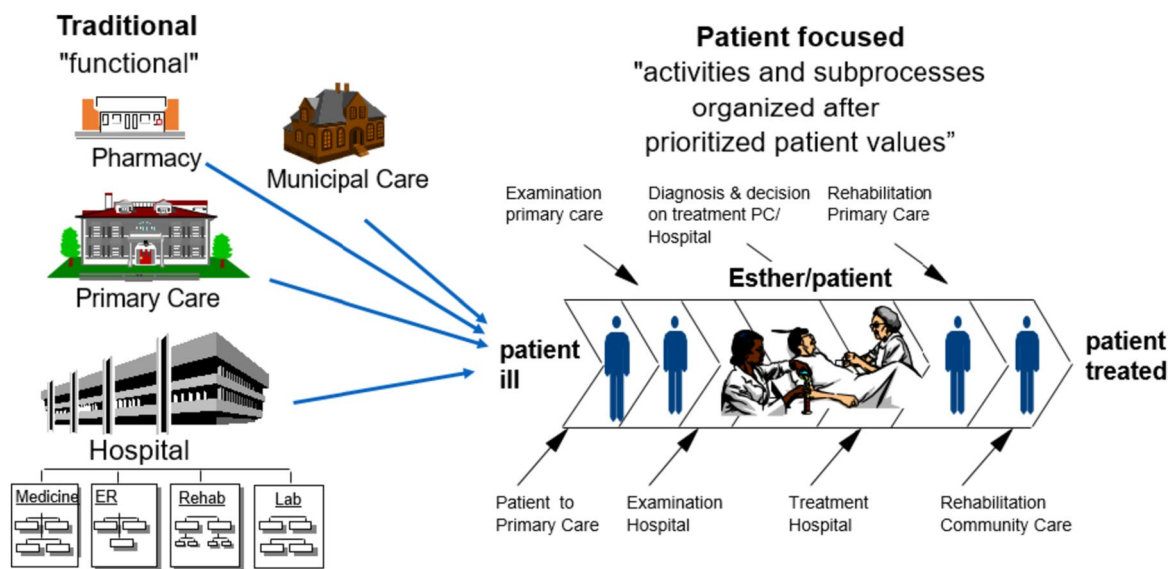 Traditional
"functional"
Pharmacy
Municipal Care
Primary Care
Hospital
Medicine
ER
Rehab
Lab
Patient focused
"activities and subprocesses
organized after
prioritized patient values”
Examination
primary care
Diagnosis & decision
on treatment PC/
Hospital
Rehabilitation
Primary Care
Esther/patient
patient
ill
patient
treated
Patient to
Primary Care
Examination
Hospital
Treatment
Hospital
Rehabilitation
Community Care